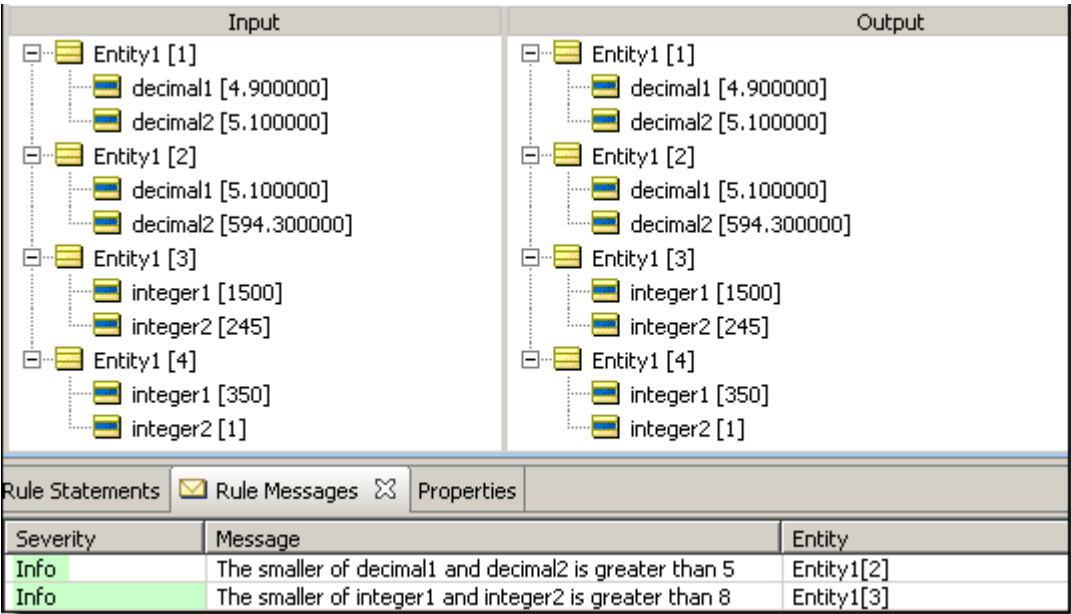 Input Output
Entity1 [1] Entity1 [1]
decimal1 [4.900000] decimal1 [4.900000]
decimal2 [5.100000] decimal2 [5.100000]
Entity1 [2] Entity1 [2]
decimal1 [5.100000] decimal1 [5.100000]
decimal2 [594.300000] decimal2 [594.300000]
Entity1 [3] Entity1 [3]
integer1 [1500] integer1 [1500]
integer2 [245] integer2 [245]
Entity1 [4] Entity1 [4]
integer1 [350] integer1 [350]
integer2 [1] integer2 [1]
Rule Statements Rule Messages Properties
Severity Message Entity
Info The smaller of decimal1 and decimal2 is greater than 5 Entity1[2]
Info The smaller of integer1 and integer2 is greater than 8 Entity1[3]